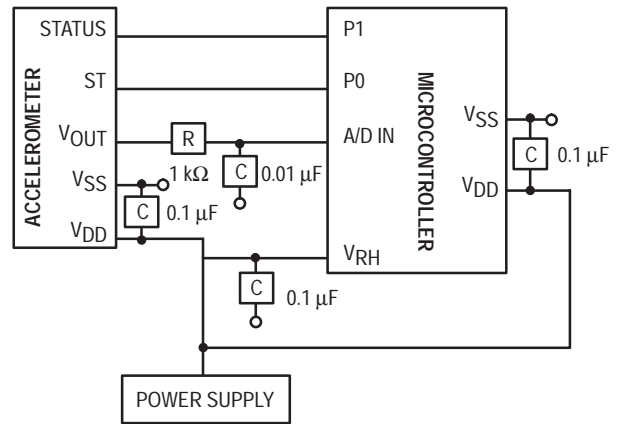 STATUS
ST
VOUT
VSS
VDD
ACCELEROMETER
R
1 kΩ
C
0.01 µF
C
0.1 µF
P1
P0
A/D IN
VRH
MICROCONTROLLER
VSS
VDD
C
0.1 µF
C
0.1 µF
POWER SUPPLY